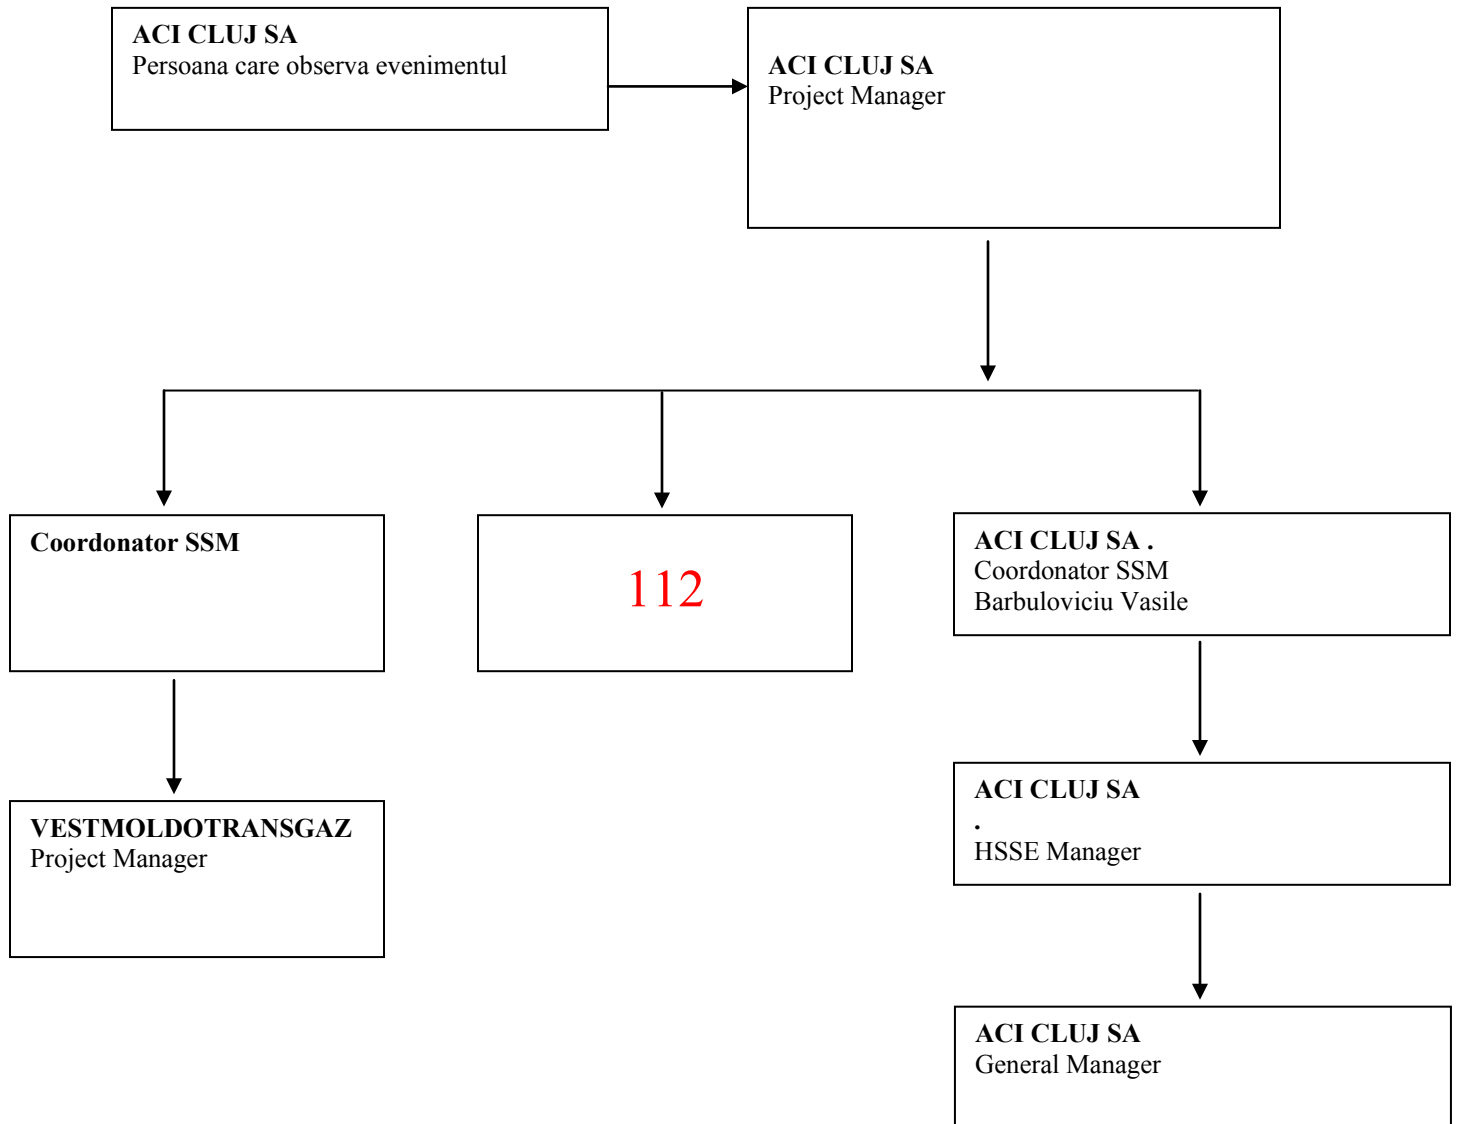 ACI CLUJ SA
Persoana care observa evenimentul
ACI CLUJ SA
Project Manager
Coordonator SSM
112
ACI CLUJ SA .
Coordonator SSM
Barbuloviciu Vasile
VESTMOLDOTRANSGAZ
Project Manager
ACI CLUJ SA
.
HSSE Manager
ACI CLUJ SA
General Manager